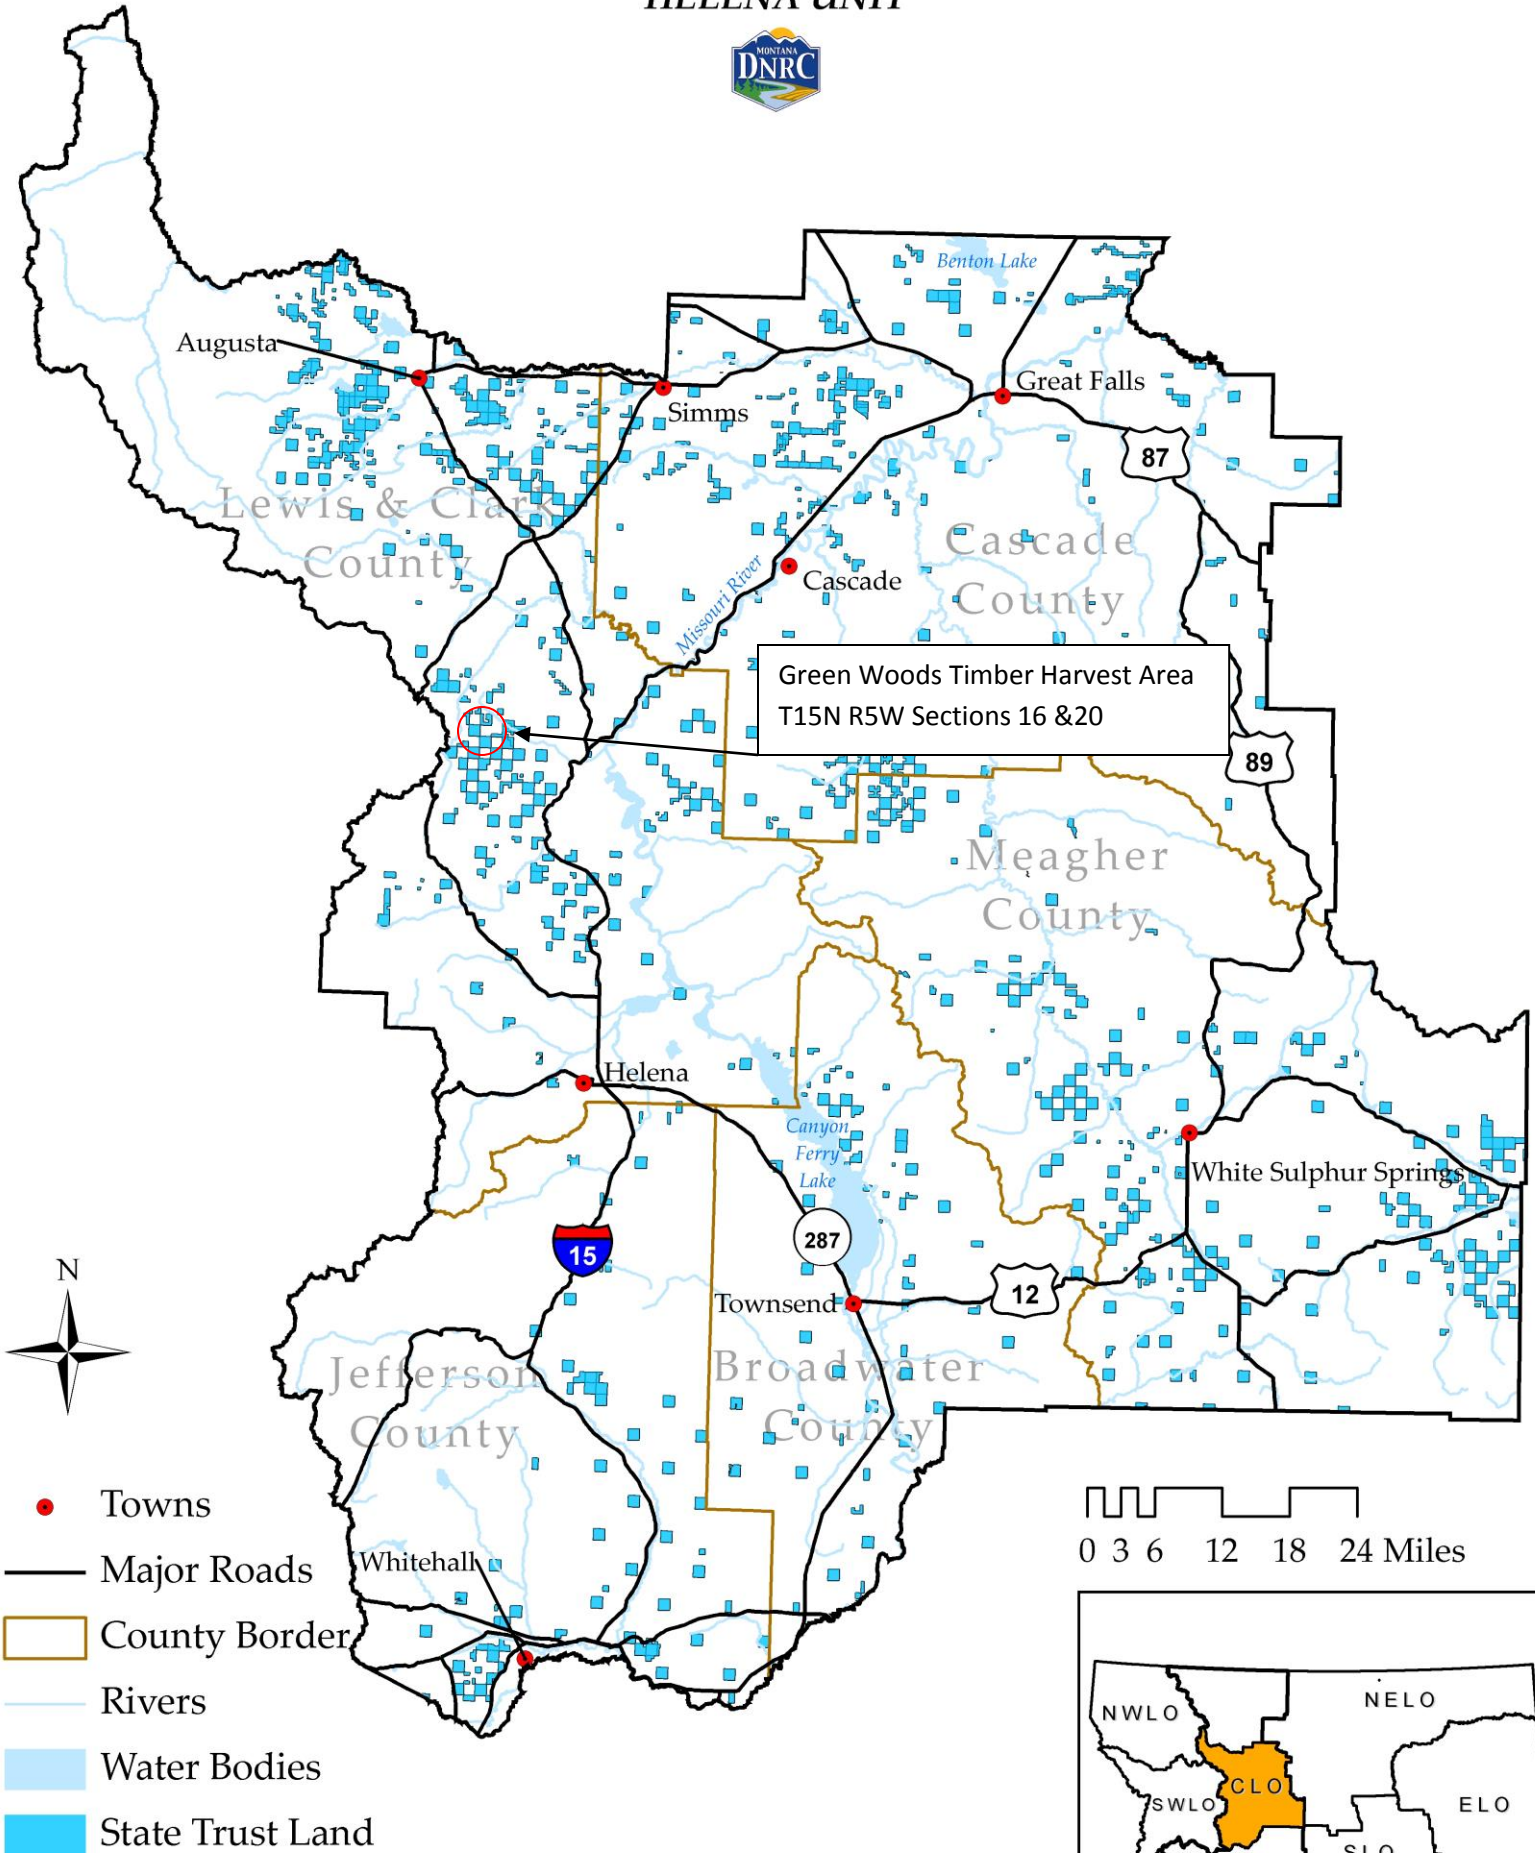 HELENA UNIT
MONTANA
DNRC
Benton Lake
Augusta
Great Falls
Simms
87
Lewis & Clark
County
Cascade
County
Missouri River
Cascade
Green Woods Timber Harvest Area
T15N R5W Sections 16 &20
89
Meagher
County
Helena
Canyon
Ferry
Lake
White Sulphur Springs
15
287
12
Townsend
N
Jefferson
County
Broadwater
County
Whitehall
Towns
Major Roads
County Border
Rivers
Water Bodies
State Trust Land
0 3 6 12 18 24 Miles
NWLO
NELO
CLO
SWLO
ELO
SLO